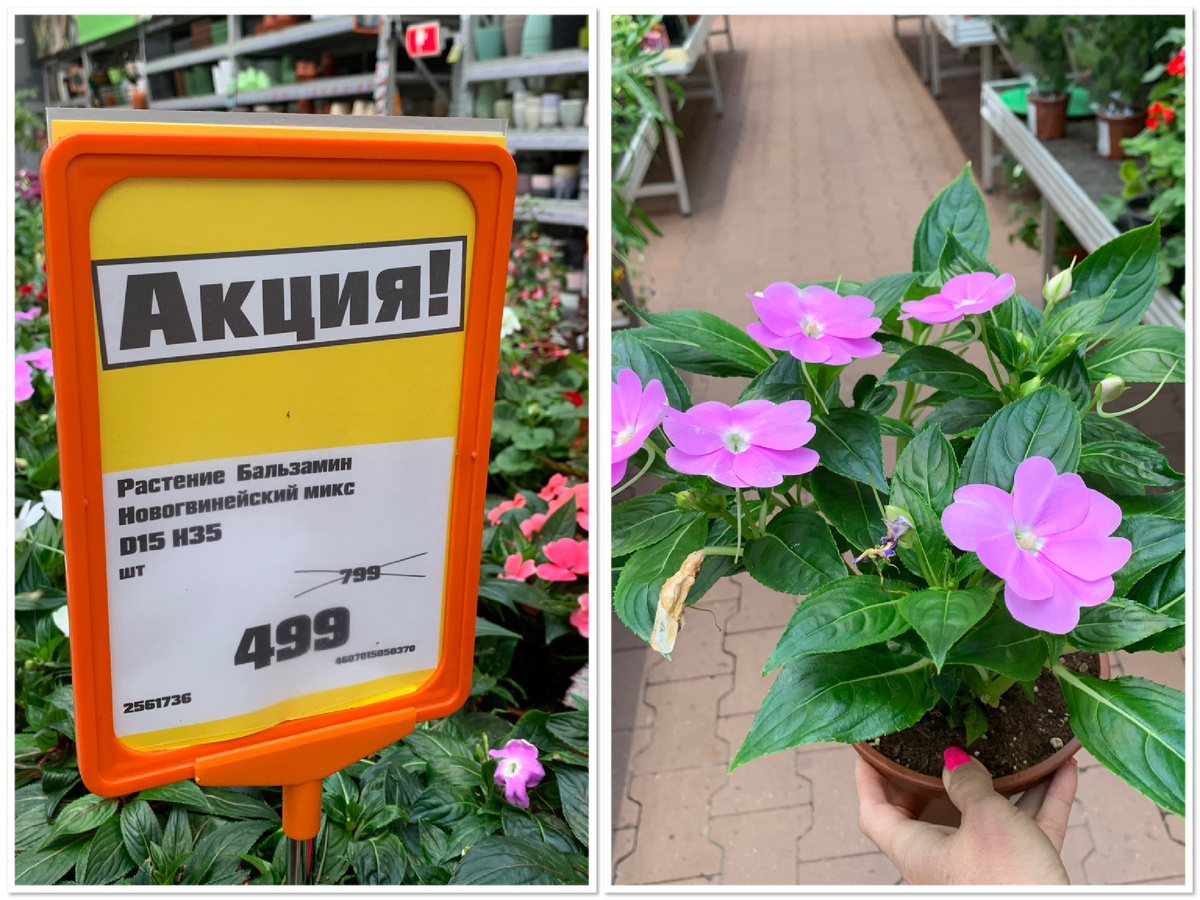 Акция!
Растение Бальзамин
Новогвинейский микс
D15 H35
шт
799
499
4607015050370
2561736